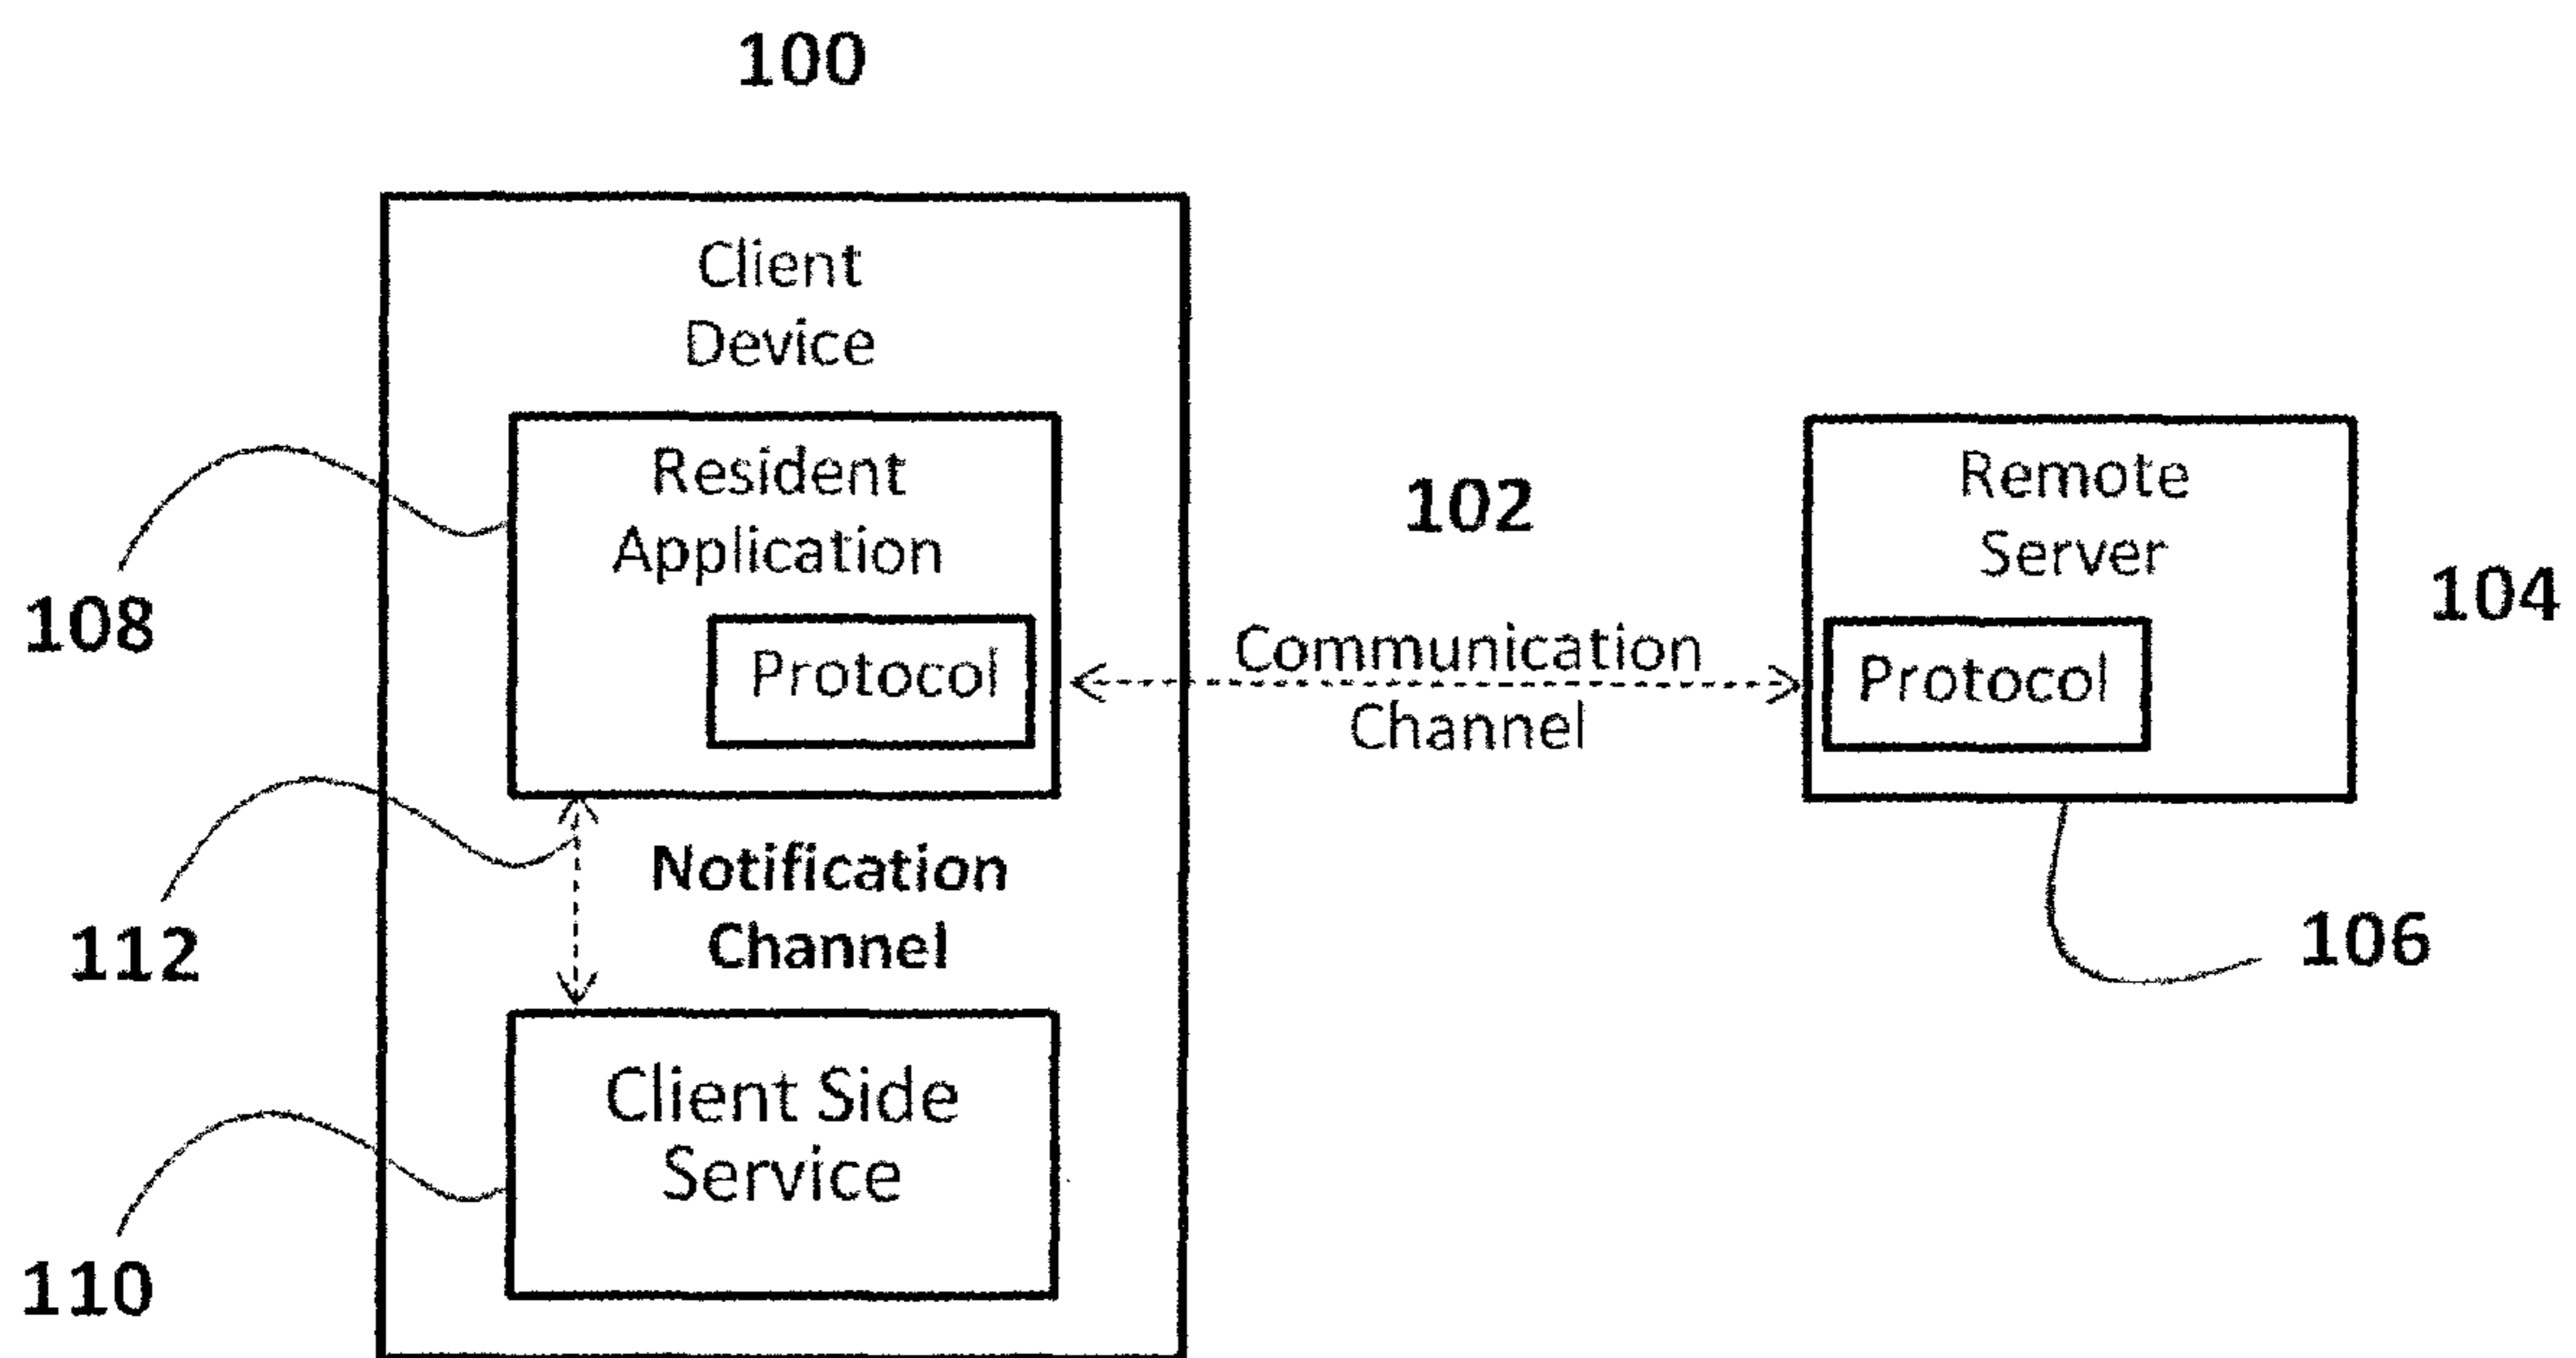 100
Client
Device
Resident
Application
Protocol
108
102
Communication
Channel
Remote
Server
Protocol
104
106
112
Notification
Channel
Client Side
Service
110